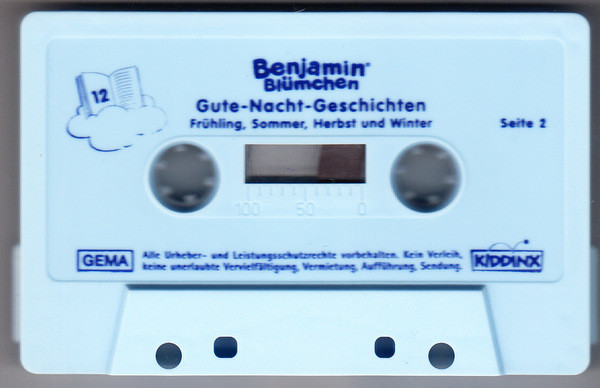 12
Benjamin®
Blümchen
Gute-Nacht-Geschichten
Frühling, Sommer, Herbst und Winter
Seite 2
100 50 0
GEMA
Alle Urheber- und Leistungsschutzrechte vorbehalten. Kein Verleih,
keine unerlaubte Vervielfältigung, Vermietung, Aufführung, Sendung.
KIDDINX